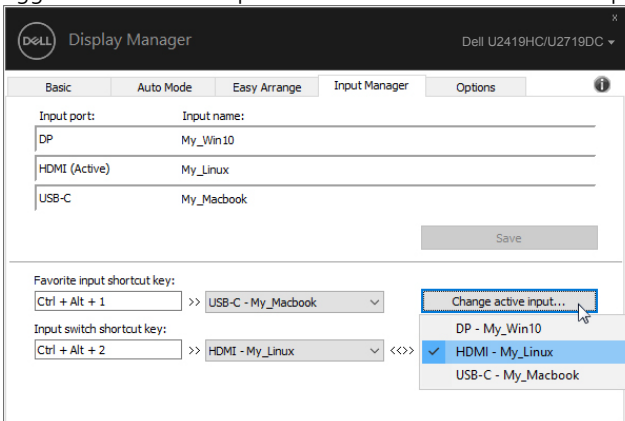 DELL Display Manager Dell U2419HC/U2719DC
Basic Auto Mode Easy Arrange Input Manager Options
Input port: Input name:
DP My_Win10
HDMI (Active) My_Linux
USB-C My_Macbook
Save
Favorite input shortcut key:
Ctrl + Alt + 1 >> USB-C - My_Macbook Change active input...
DP - My_Win10
Input switch shortcut key:
Ctrl + Alt + 2 >> HDMI - My_Linux <<>> ✓ HDMI - My_Linux
USB-C - My_Macbook